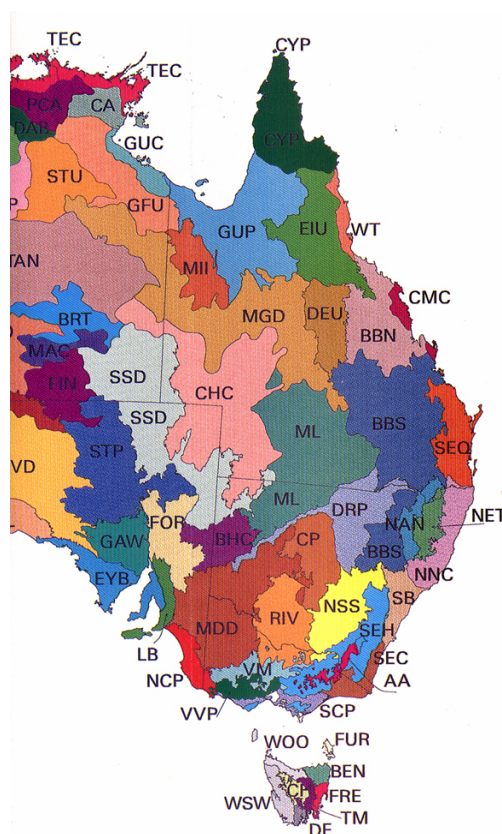 TEC
CYP
TEC
PCA
CA
DAB
CYP
GUC
STU
P
GFU
GUP
EIU
WT
TAN
MII
CMC
BRT
MGD
DEU
BBN
MAC
SSD
FIN
CHC
SSD
ML
BBS
SEQ
STP
VD
ML
DRP
NAN
NET
FOR
GAW
BHC
CP
BBS
NNC
EYB
NSS
SB
MDD
RIV
SEH
LB
SEC
NCP
VM
AA
VVP
SCP
WOO
FUR
BEN
CH
WSW
FRE
TM
DE